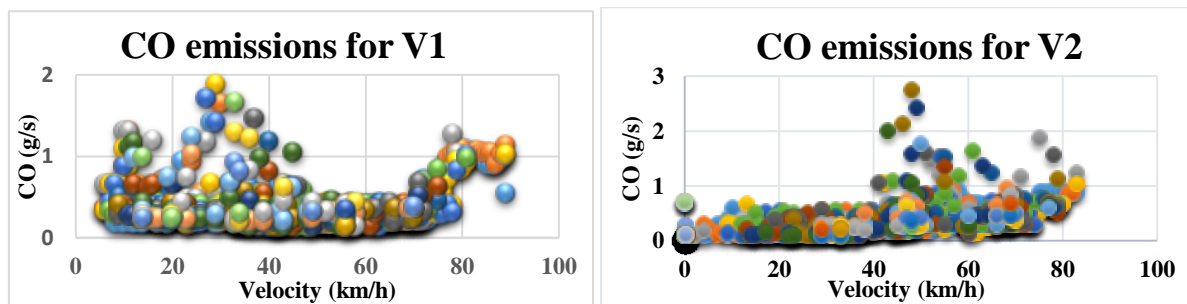 CO emissions for V1
2
1
0
CO (g/s)
0 20 40 60 80 100
Velocity (km/h)
CO emissions for V2
3
2
1
0
CO (g/s)
0 20 40 60 80 100
Velocity (km/h)